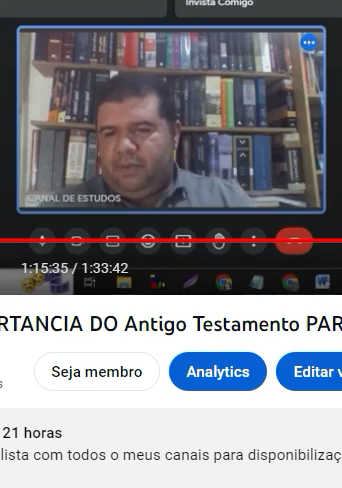 Invista Comigo
CANAL DE ESTUDOS
1:15:35 / 1:33:42
RTANCIA DO Antigo Testamento PAR
s
Seja membro
Analytics
Editar v
21 horas
lista com todos o meus canais para disponibilizaç